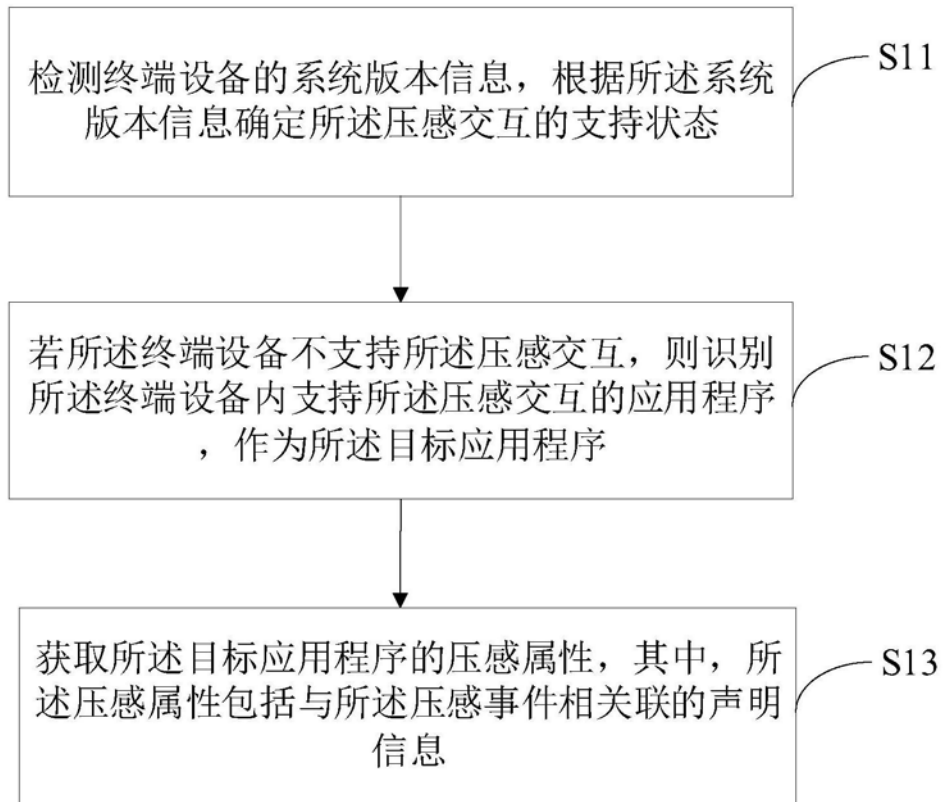 检测终端设备的系统版本信息，根据所述系统
版本信息确定所述压感交互的支持状态
S11
若所述终端设备不支持所述压感交互，则识别
所述终端设备内支持所述压感交互的应用程序
，作为所述目标应用程序
S12
获取所述目标应用程序的压感属性，其中，所
述压感属性包括与所述压感事件相关联的声明
信息
S13